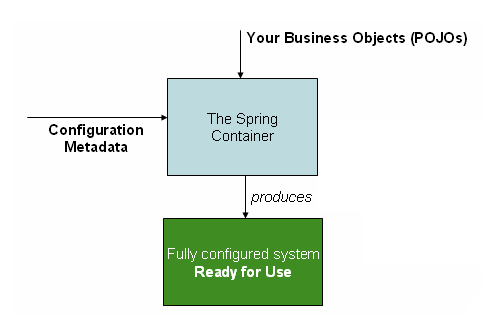 Your Business Objects (POJOs)
The Spring
Container
Configuration
Metadata
produces
Fully configured system
Ready for Use